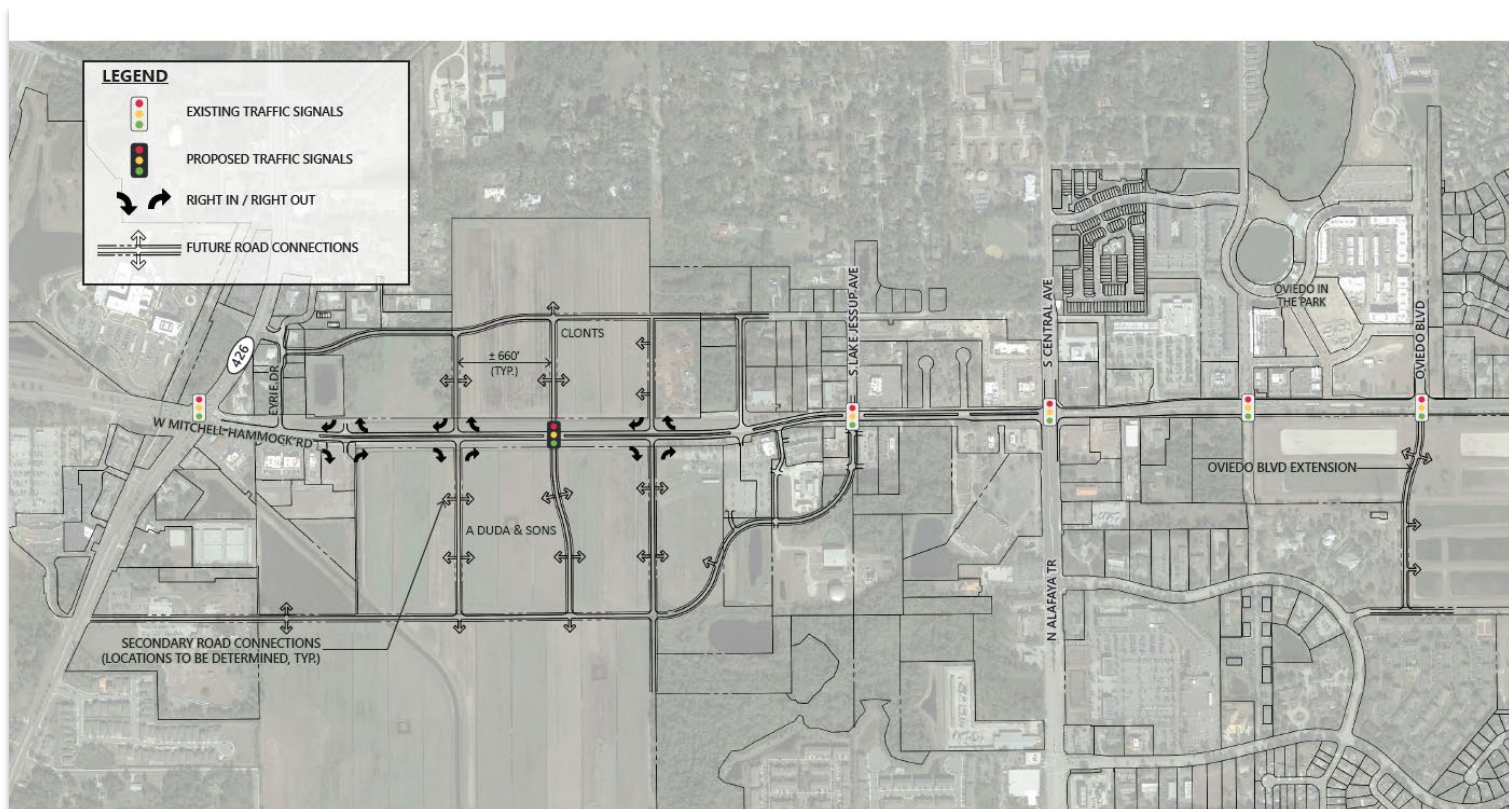 LEGEND
EXISTING TRAFFIC SIGNALS
PROPOSED TRAFFIC SIGNALS
RIGHT IN / RIGHT OUT
FUTURE ROAD CONNECTIONS
426
EYRIE DR
W MITCHELL HAMMOCK RD
± 660'
(TYP.)
CLONTS
A DUDA & SONS
S LAKE JESSUP AVE
S CENTRAL AVE
N ALAFAYA TR
OVIEDO IN
THE PARK
OVIEDO BLVD
OVIEDO BLVD EXTENSION
SECONDARY ROAD CONNECTIONS
(LOCATIONS TO BE DETERMINED, TYP.)